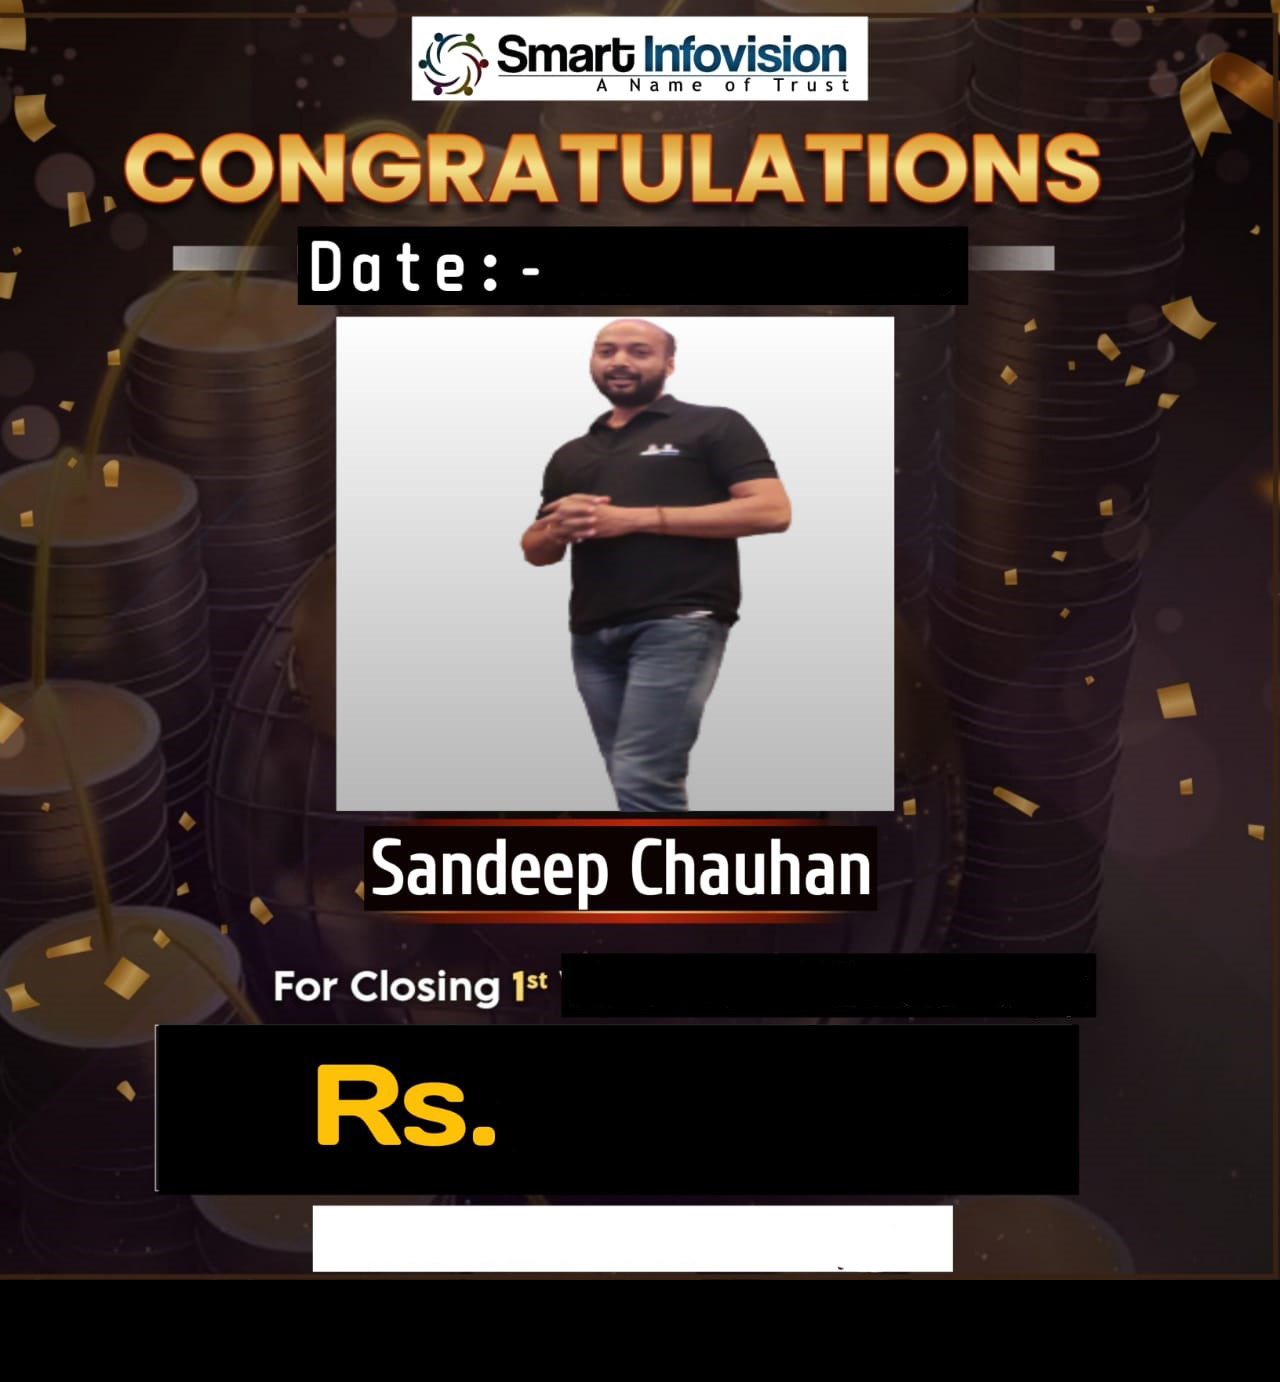 Smart Infovision
A Name of Trust
CONGRATULATIONS
Date:-
Sandeep Chauhan
For Closing 1st
Rs.